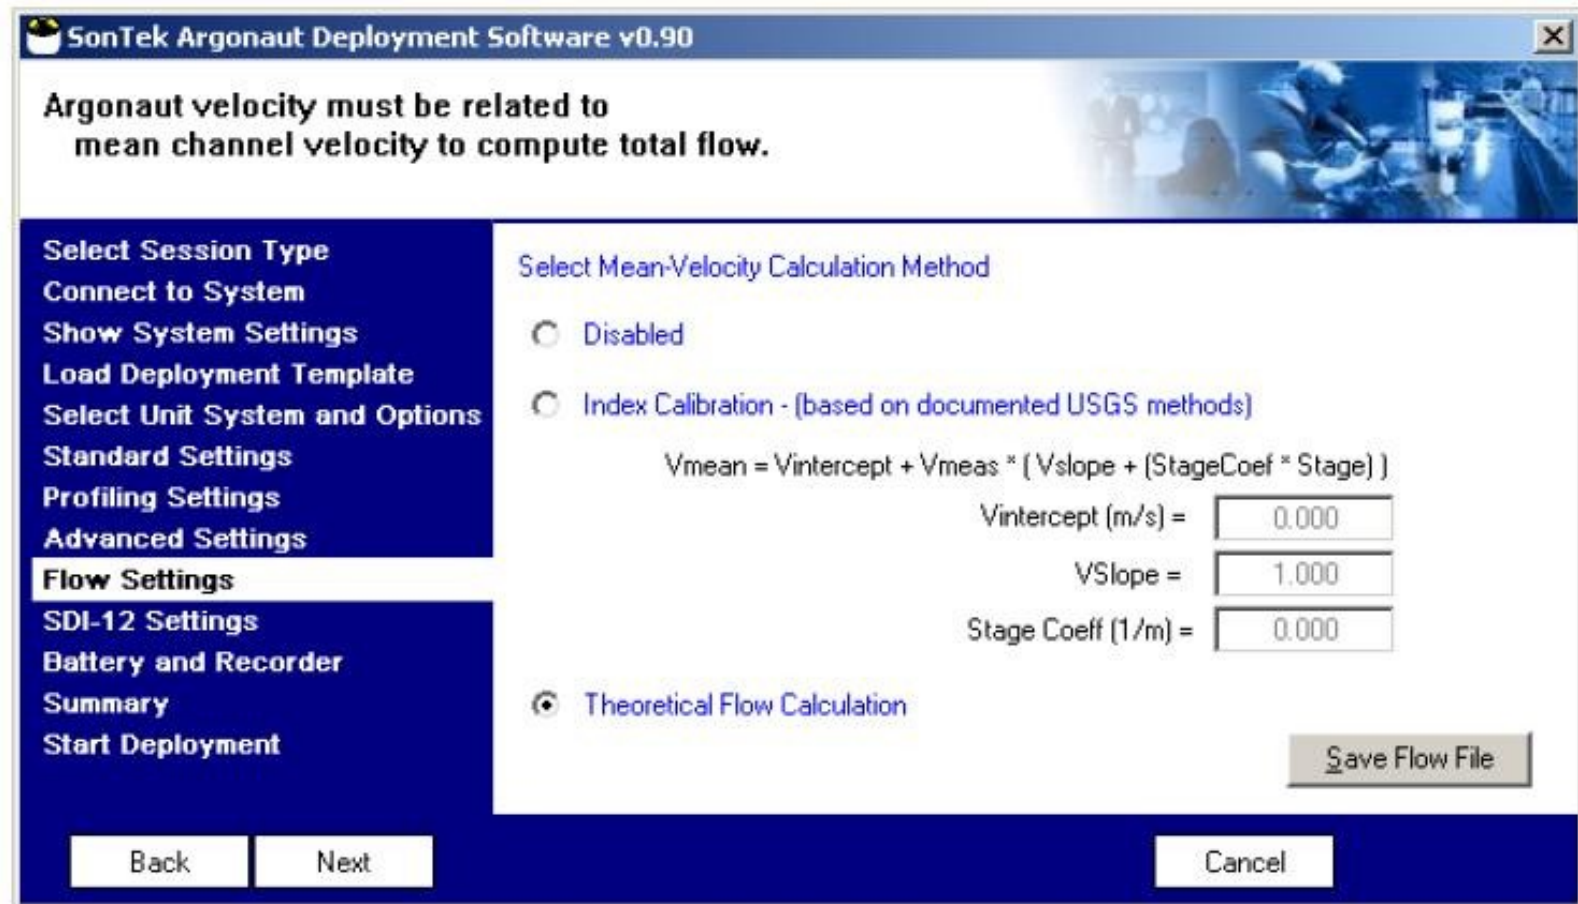 SonTek Argonaut Deployment Software v0.90
Argonaut velocity must be related to
mean channel velocity to compute total flow.
Select Session Type
Connect to System
Show System Settings
Load Deployment Template
Select Unit System and Options
Standard Settings
Profiling Settings
Advanced Settings
Flow Settings
SDI-12 Settings
Battery and Recorder
Summary
Start Deployment
Select Mean-Velocity Calculation Method
Disabled
Index Calibration - (based on documented USGS methods)
Vmean = Vintercept + Vmeas * ( Vslope + (StageCoef * Stage) )
Vintercept (m/s) = 0.000
VSlope = 1.000
Stage Coeff (1/m) = 0.000
Theoretical Flow Calculation
Save Flow File
Back Next Cancel